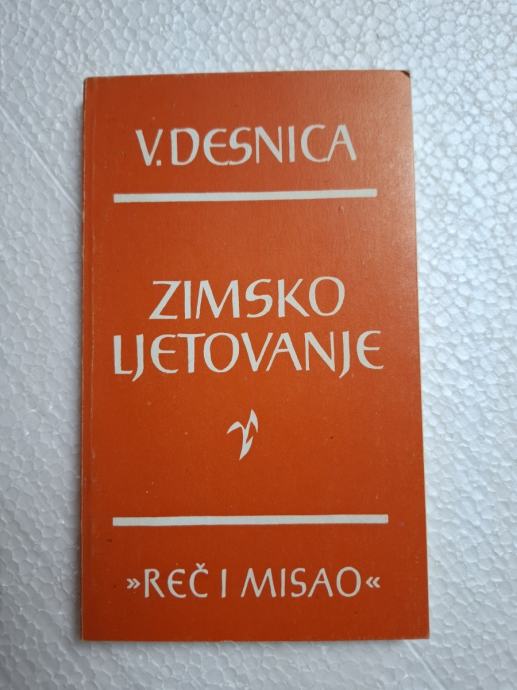 V. DESNICA
ZIMSKO
LJETOVANJE
»REČ I MISAO«